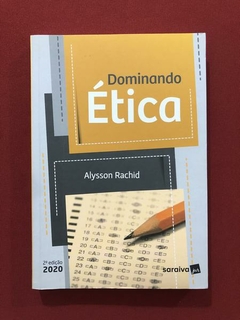 Dominando
Ética
Alysson Rachid
2ª edição
2020
saraiva jur